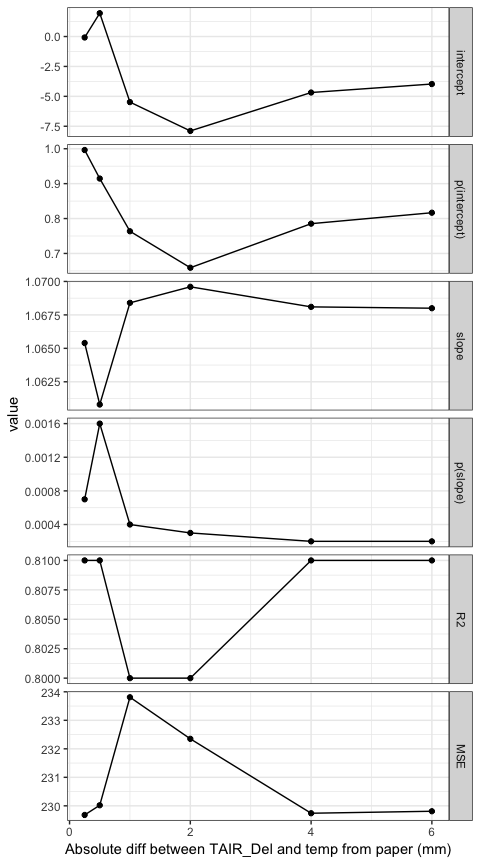 0.0
-2.5
-5.0
-7.5
intercept
1.0
0.9
0.8
0.7
p(intercept)
1.0700
1.0675
1.0650
1.0625
slope
0.0016
0.0012
0.0008
0.0004
p(slope)
0.8100
0.8075
0.8050
0.8025
0.8000
R2
234
233
232
231
230
MSE
value
0 2 4 6
Absolute diff between TAIR_Del and temp from paper (mm)